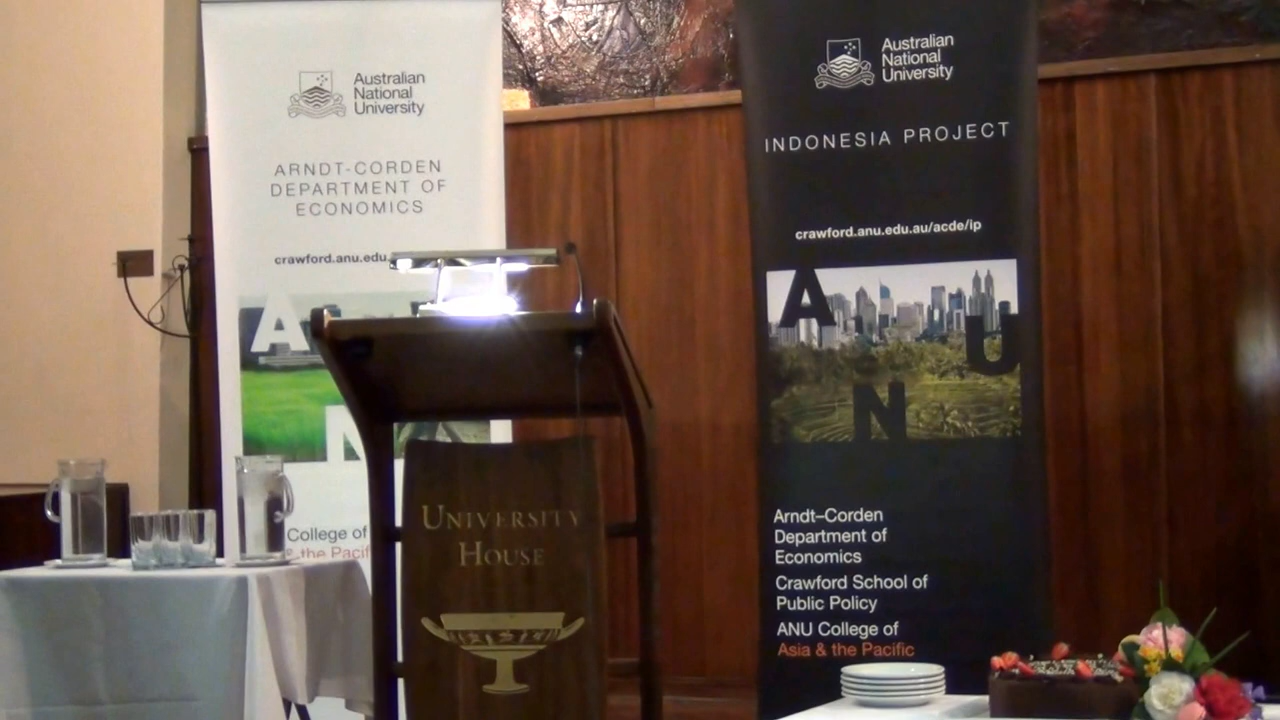 Australian
National
University
ARNDT-CORDEN
DEPARTMENT OF
ECONOMICS
crawford.anu.edu.
A
N
College of
& the Pacif
UNIVERSITY
HOUSE
Australian
National
University
INDONESIA PROJECT
crawford.anu.edu.au/acde/ip
A
U
N
Arndt–Corden
Department of
Economics
Crawford School of
Public Policy
ANU College of
Asia & the Pacific